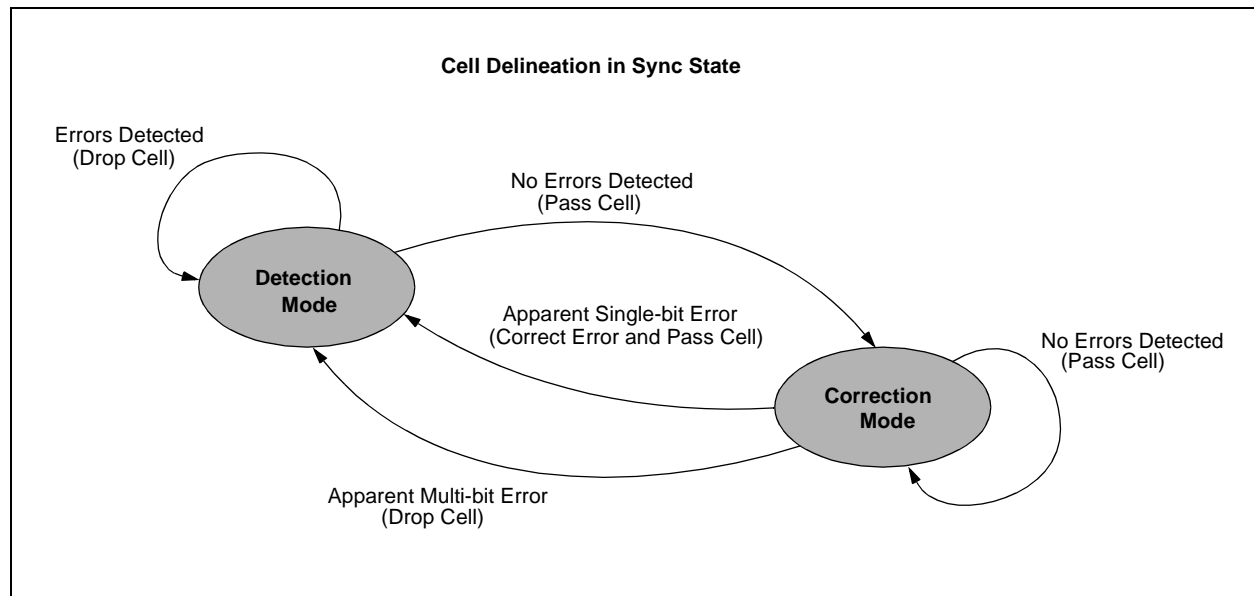 Cell Delineation in Sync State
Errors Detected
(Drop Cell)
No Errors Detected
(Pass Cell)
Detection
Mode
Apparent Single-bit Error
(Correct Error and Pass Cell)
No Errors Detected
(Pass Cell)
Correction
Mode
Apparent Multi-bit Error
(Drop Cell)